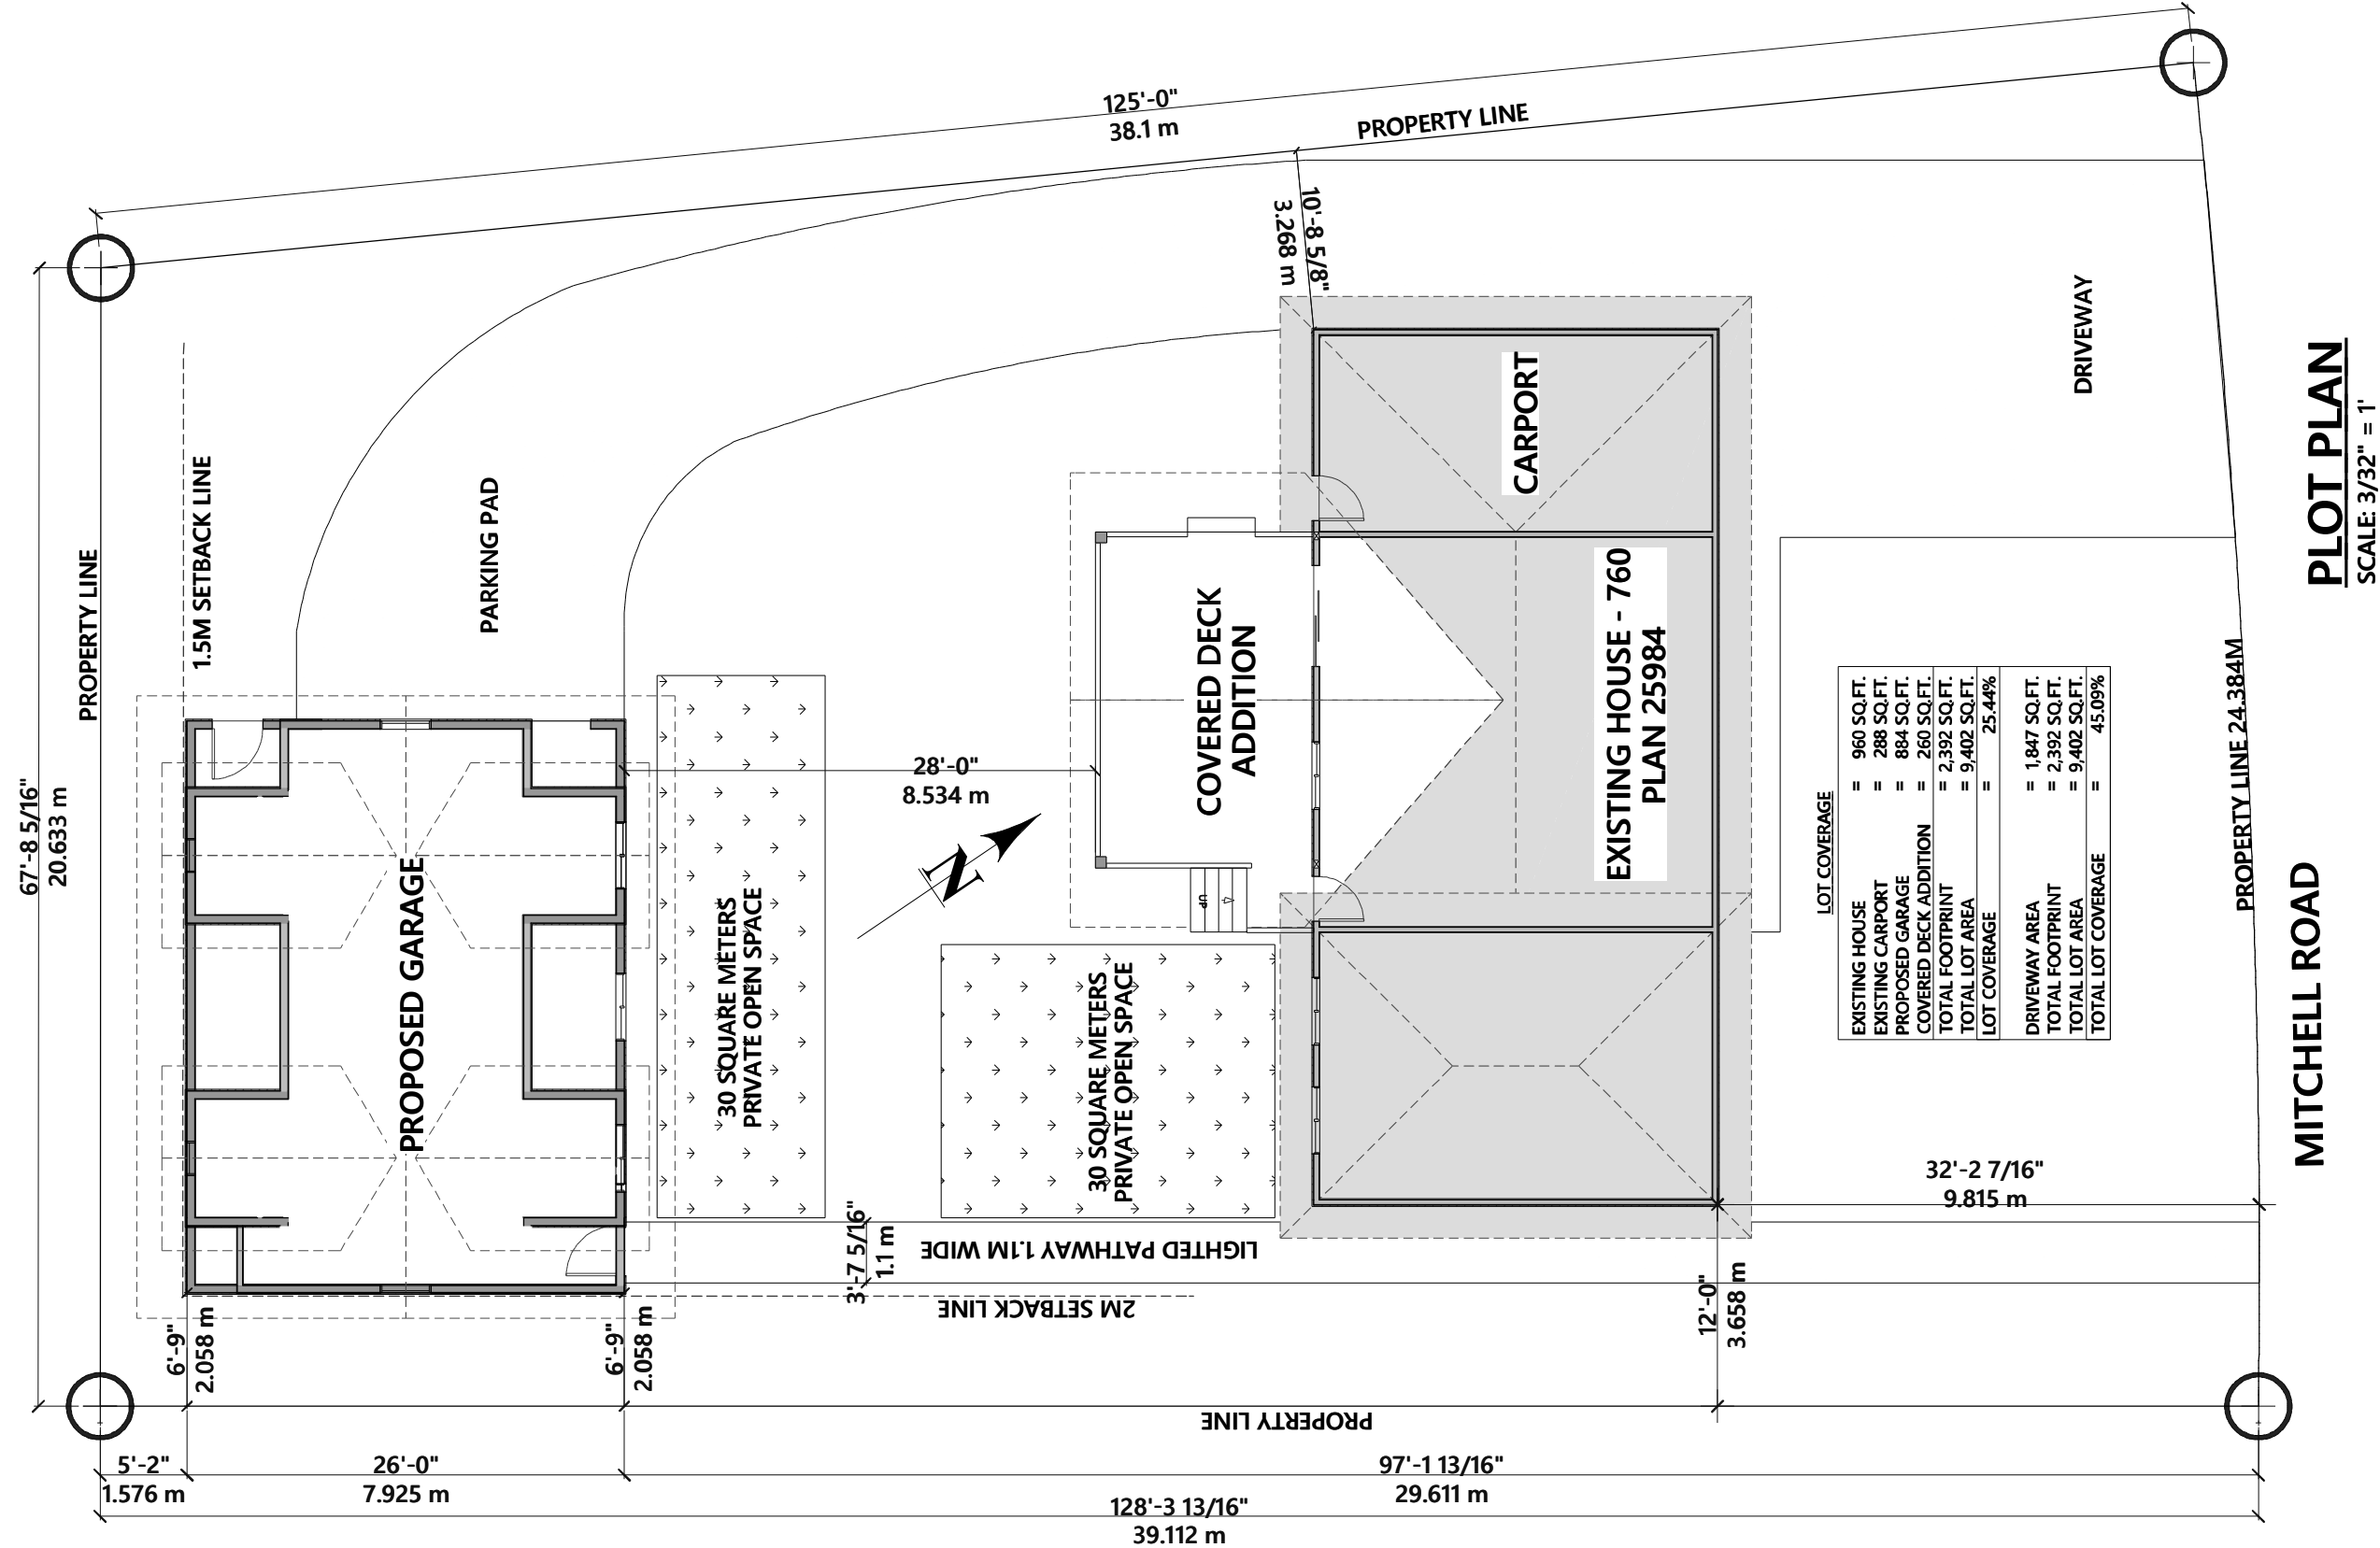 125'-0"
38.1 m
PROPERTY LINE
10'-8 5/8"
3.268 m
DRIVEWAY
CARPORT
PROPERTY LINE
1.5M SETBACK LINE
PARKING PAD
67'-8 5/16"
20.633 m
28'-0"
8.534 m
N
COVERED DECK
ADDITION
UP
EXISTING HOUSE - 760
PLAN 25984
PROPOSED GARAGE
30 SQUARE METERS
PRIVATE OPEN SPACE
30 SQUARE METERS
PRIVATE OPEN SPACE
LOT COVERAGE
EXISTING HOUSE = 960 SQ.FT.
EXISTING CARPORT = 288 SQ.FT.
PROPOSED GARAGE = 884 SQ.FT.
COVERED DECK ADDITION = 260 SQ.FT.
TOTAL FOOTPRINT = 2,392 SQ.FT.
TOTAL LOT AREA = 9,402 SQ.FT.
LOT COVERAGE = 25.44%
DRIVEWAY AREA = 1,847 SQ.FT.
TOTAL FOOTPRINT = 2,392 SQ.FT.
TOTAL LOT AREA = 9,402 SQ.FT.
TOTAL LOT COVERAGE = 45.09%
PROPERTY LINE 24.384M
MITCHELL ROAD
PLOT PLAN
SCALE: 3/32" = 1'
32'-2 7/16"
9.815 m
LIGHTED PATHWAY 1.1M WIDE
3'-7 5/16"
1.1 m
2M SETBACK LINE
6'-9"
2.058 m
6'-9"
2.058 m
12'-0"
3.658 m
PROPERTY LINE
5'-2"
1.576 m
26'-0"
7.925 m
97'-1 13/16"
29.611 m
128'-3 13/16"
39.112 m